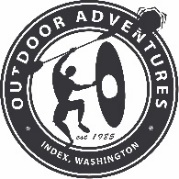 OUTDOOR ADVENTURES
est 1985
INDEX, WASHINGTON